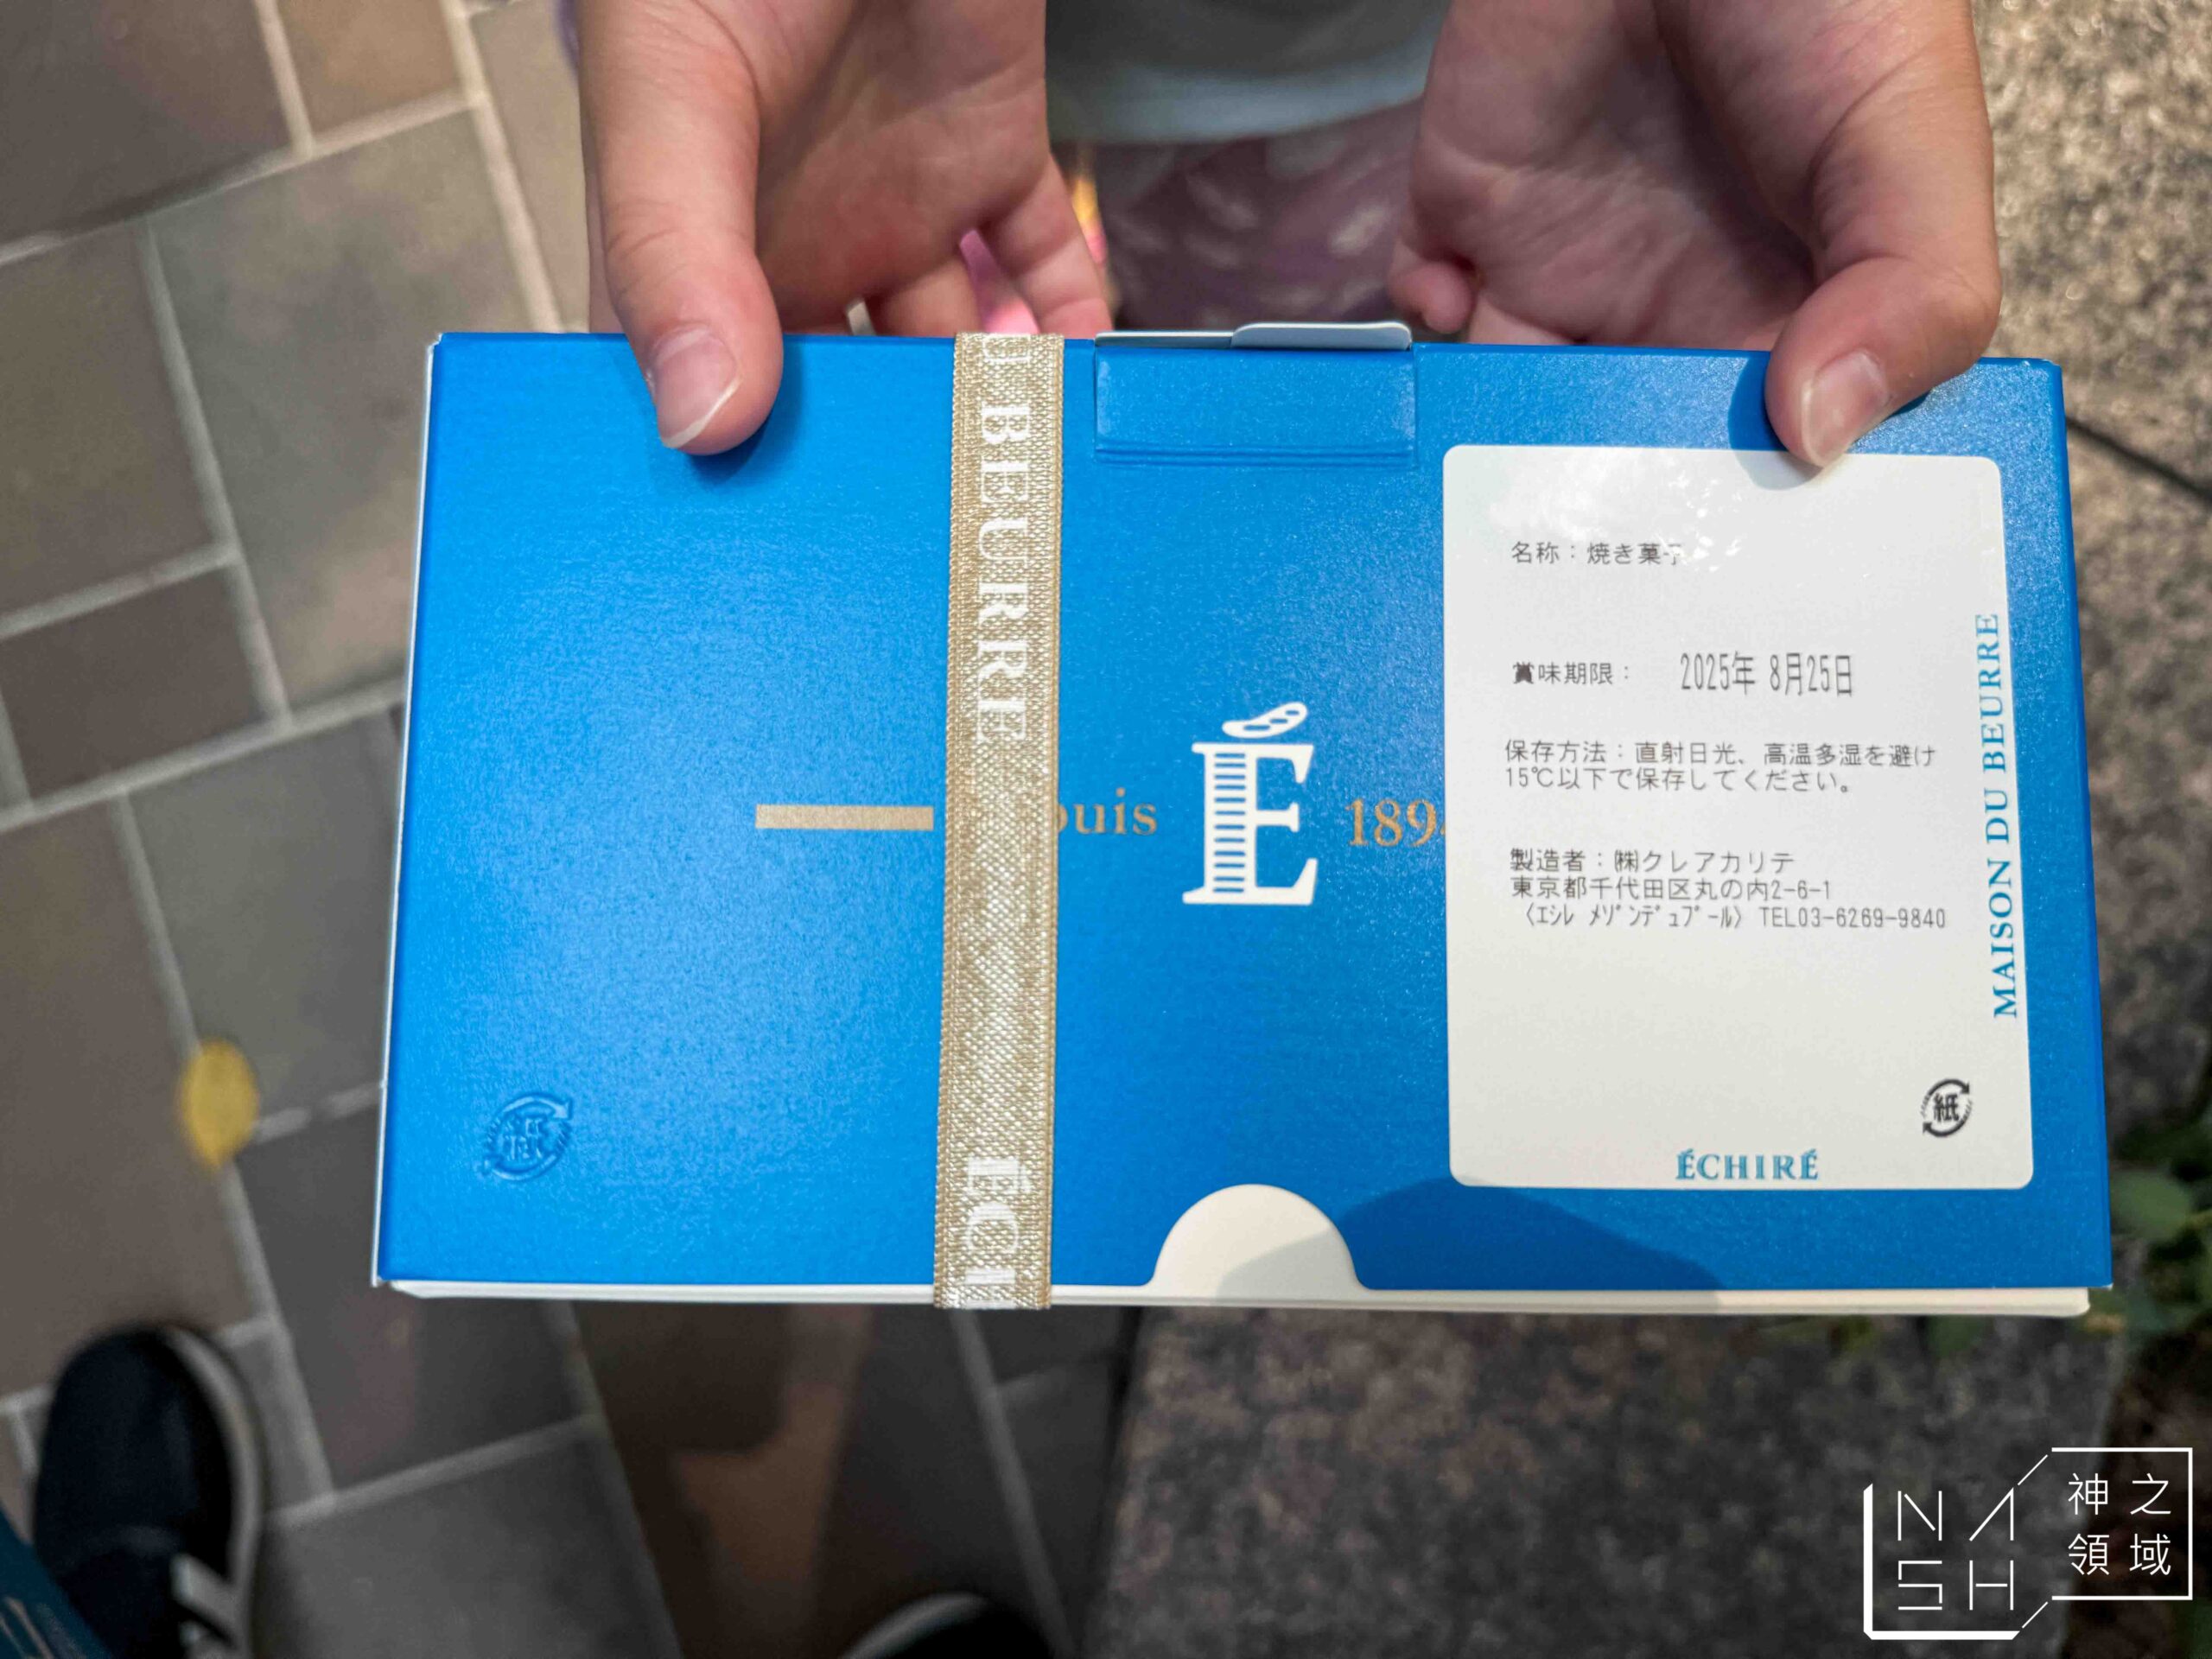 BEURRE
É
名称：焼き菓子
賞味期限： 2025年 8月25日
保存方法：直射日光、高温多湿を避け
15℃以下で保存してください。
製造者：㈱クレアカリテ
東京都千代田区丸の内2-6-1
〈ｴｼﾚ ﾒｿﾞﾝﾃﾞｭﾌﾞｰﾙ〉 TEL03-6269-9840
MAISON DU BEURRE
紙
ÉCHIRÉ
紙
NASH
神之
領域